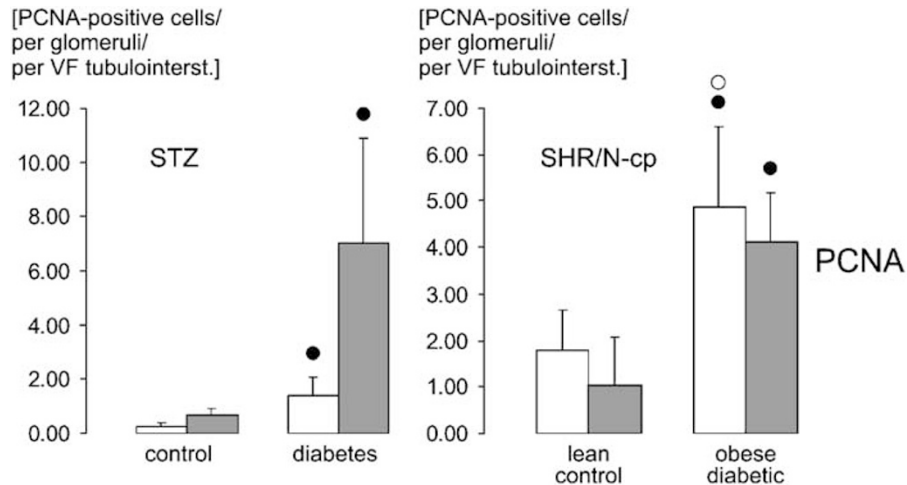 [PCNA-positive cells/
per glomeruli/
per VF tubulointerst.]
12.00
10.00
8.00
6.00
4.00
2.00
0.00
STZ
control
diabetes
[PCNA-positive cells/
per glomeruli/
per VF tubulointerst.]
7.00
6.00
5.00
4.00
3.00
2.00
1.00
0.00
SHR/N-cp
lean
control
obese
diabetic
PCNA